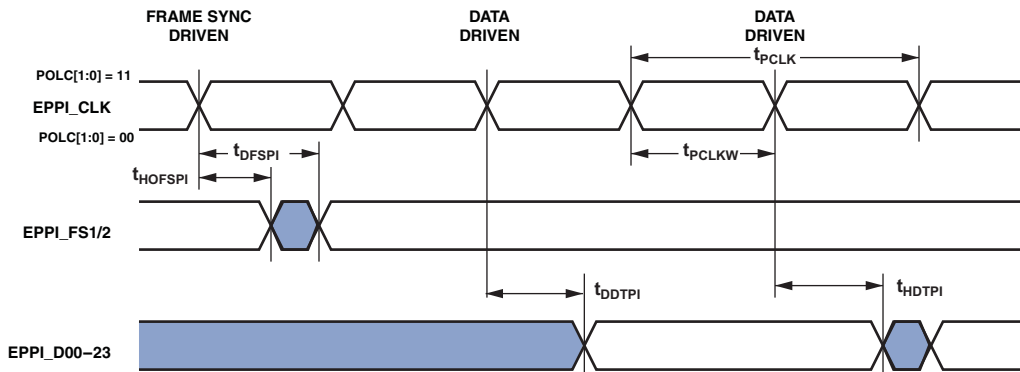 FRAME SYNC
DRIVEN
DATA
DRIVEN
DATA
DRIVEN
tPCLK
POLC[1:0] = 11
EPPI_CLK
POLC[1:0] = 00
tDFSPI
tPCLKW
tHOFSPI
EPPI_FS1/2
tDDTPI
tHDTPI
EPPI_D00–23